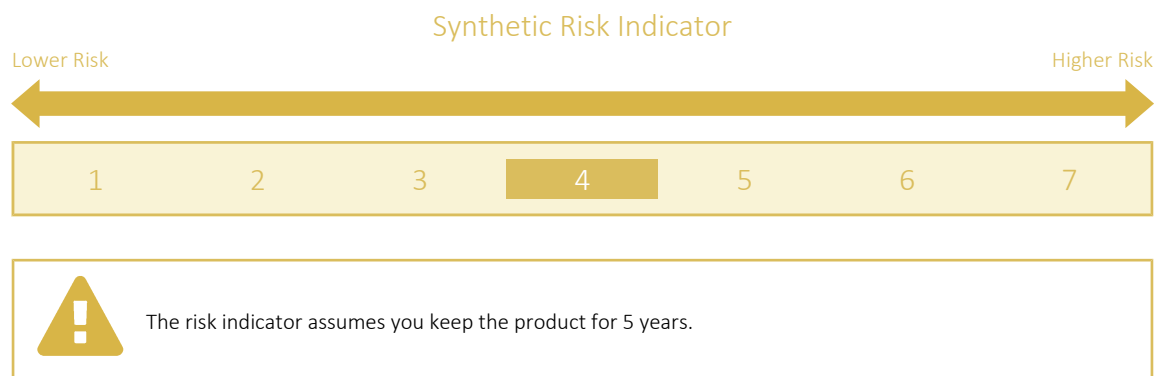 Synthetic Risk Indicator
Lower Risk Higher Risk
1 2 3 4 5 6 7
The risk indicator assumes you keep the product for 5 years.